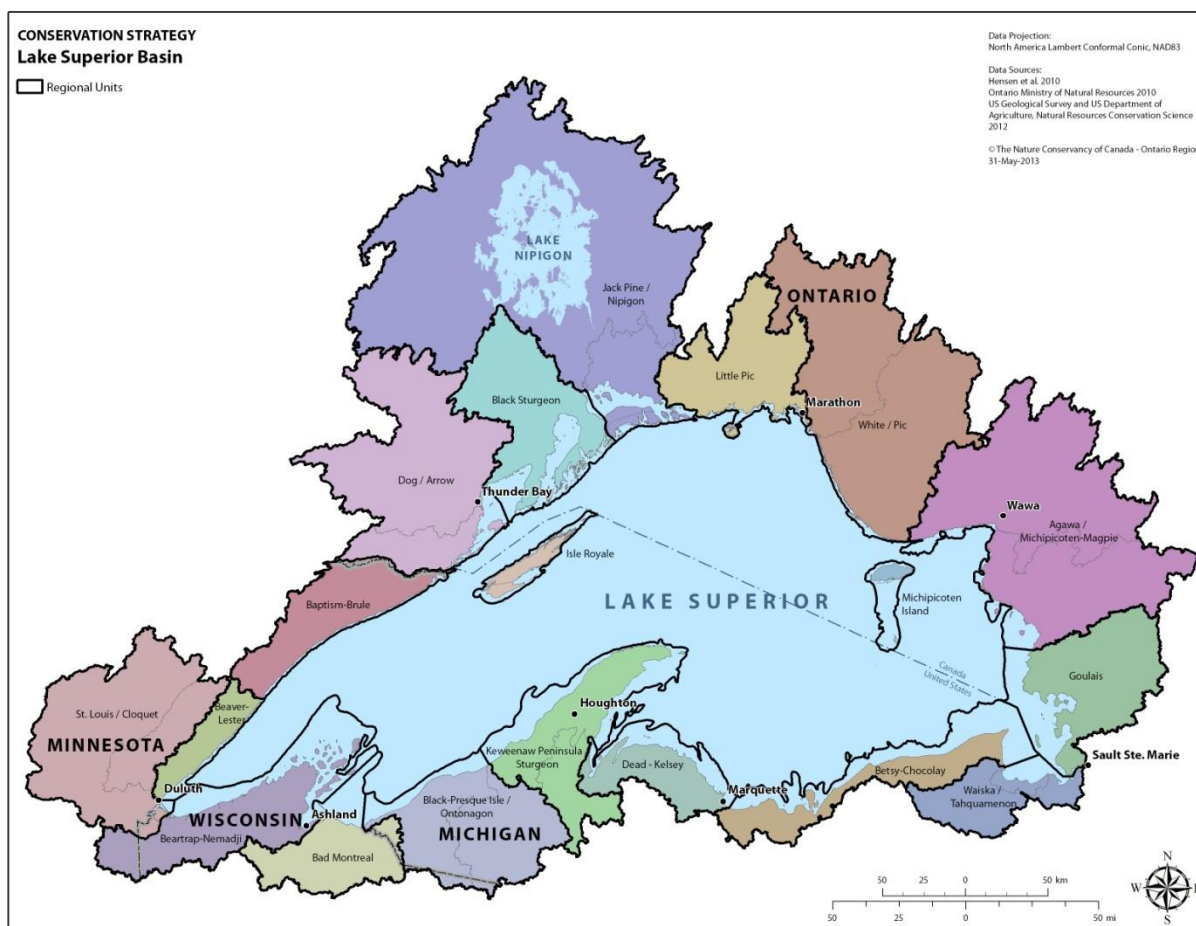 CONSERVATION STRATEGY
Lake Superior Basin
Regional Units
Data Projection:
North America Lambert Conformal Conic, NAD83
Data Sources:
Hensen et al. 2010
Ontario Ministry of Natural Resources 2010
US Geological Survey and US Department of
Agriculture, Natural Resources Conservation Science
2012
© The Nature Conservancy of Canada - Ontario Region
31-May-2013
LAKE
NIPIGON
Jack Pine /
Nipigon
ONTARIO
Little Pic
Black Sturgeon
Marathon
White / Pic
Dog / Arrow
Thunder Bay
Wawa
Agawa /
Michipicoten-Magpie
Isle Royale
LAKE SUPERIOR
Michipicoten
Island
Baptism-Brule
Canada
United States
Goulais
St. Louis / Cloquet
Beaver-
Lester
MINNESOTA
Houghton
Keweenaw Peninsula
Sturgeon
Dead - Kelsey
Betsy-Chocolay
Sault Ste. Marie
Duluth
Marquette
Waiska /
Tahquamenon
WISCONSIN
Ashland
Black-Presque Isle /
Ontonagon
MICHIGAN
Beartrap-Nemadji
Bad Montreal
50 25 0 50 km
50 25 0 50 mi
N
W E
S